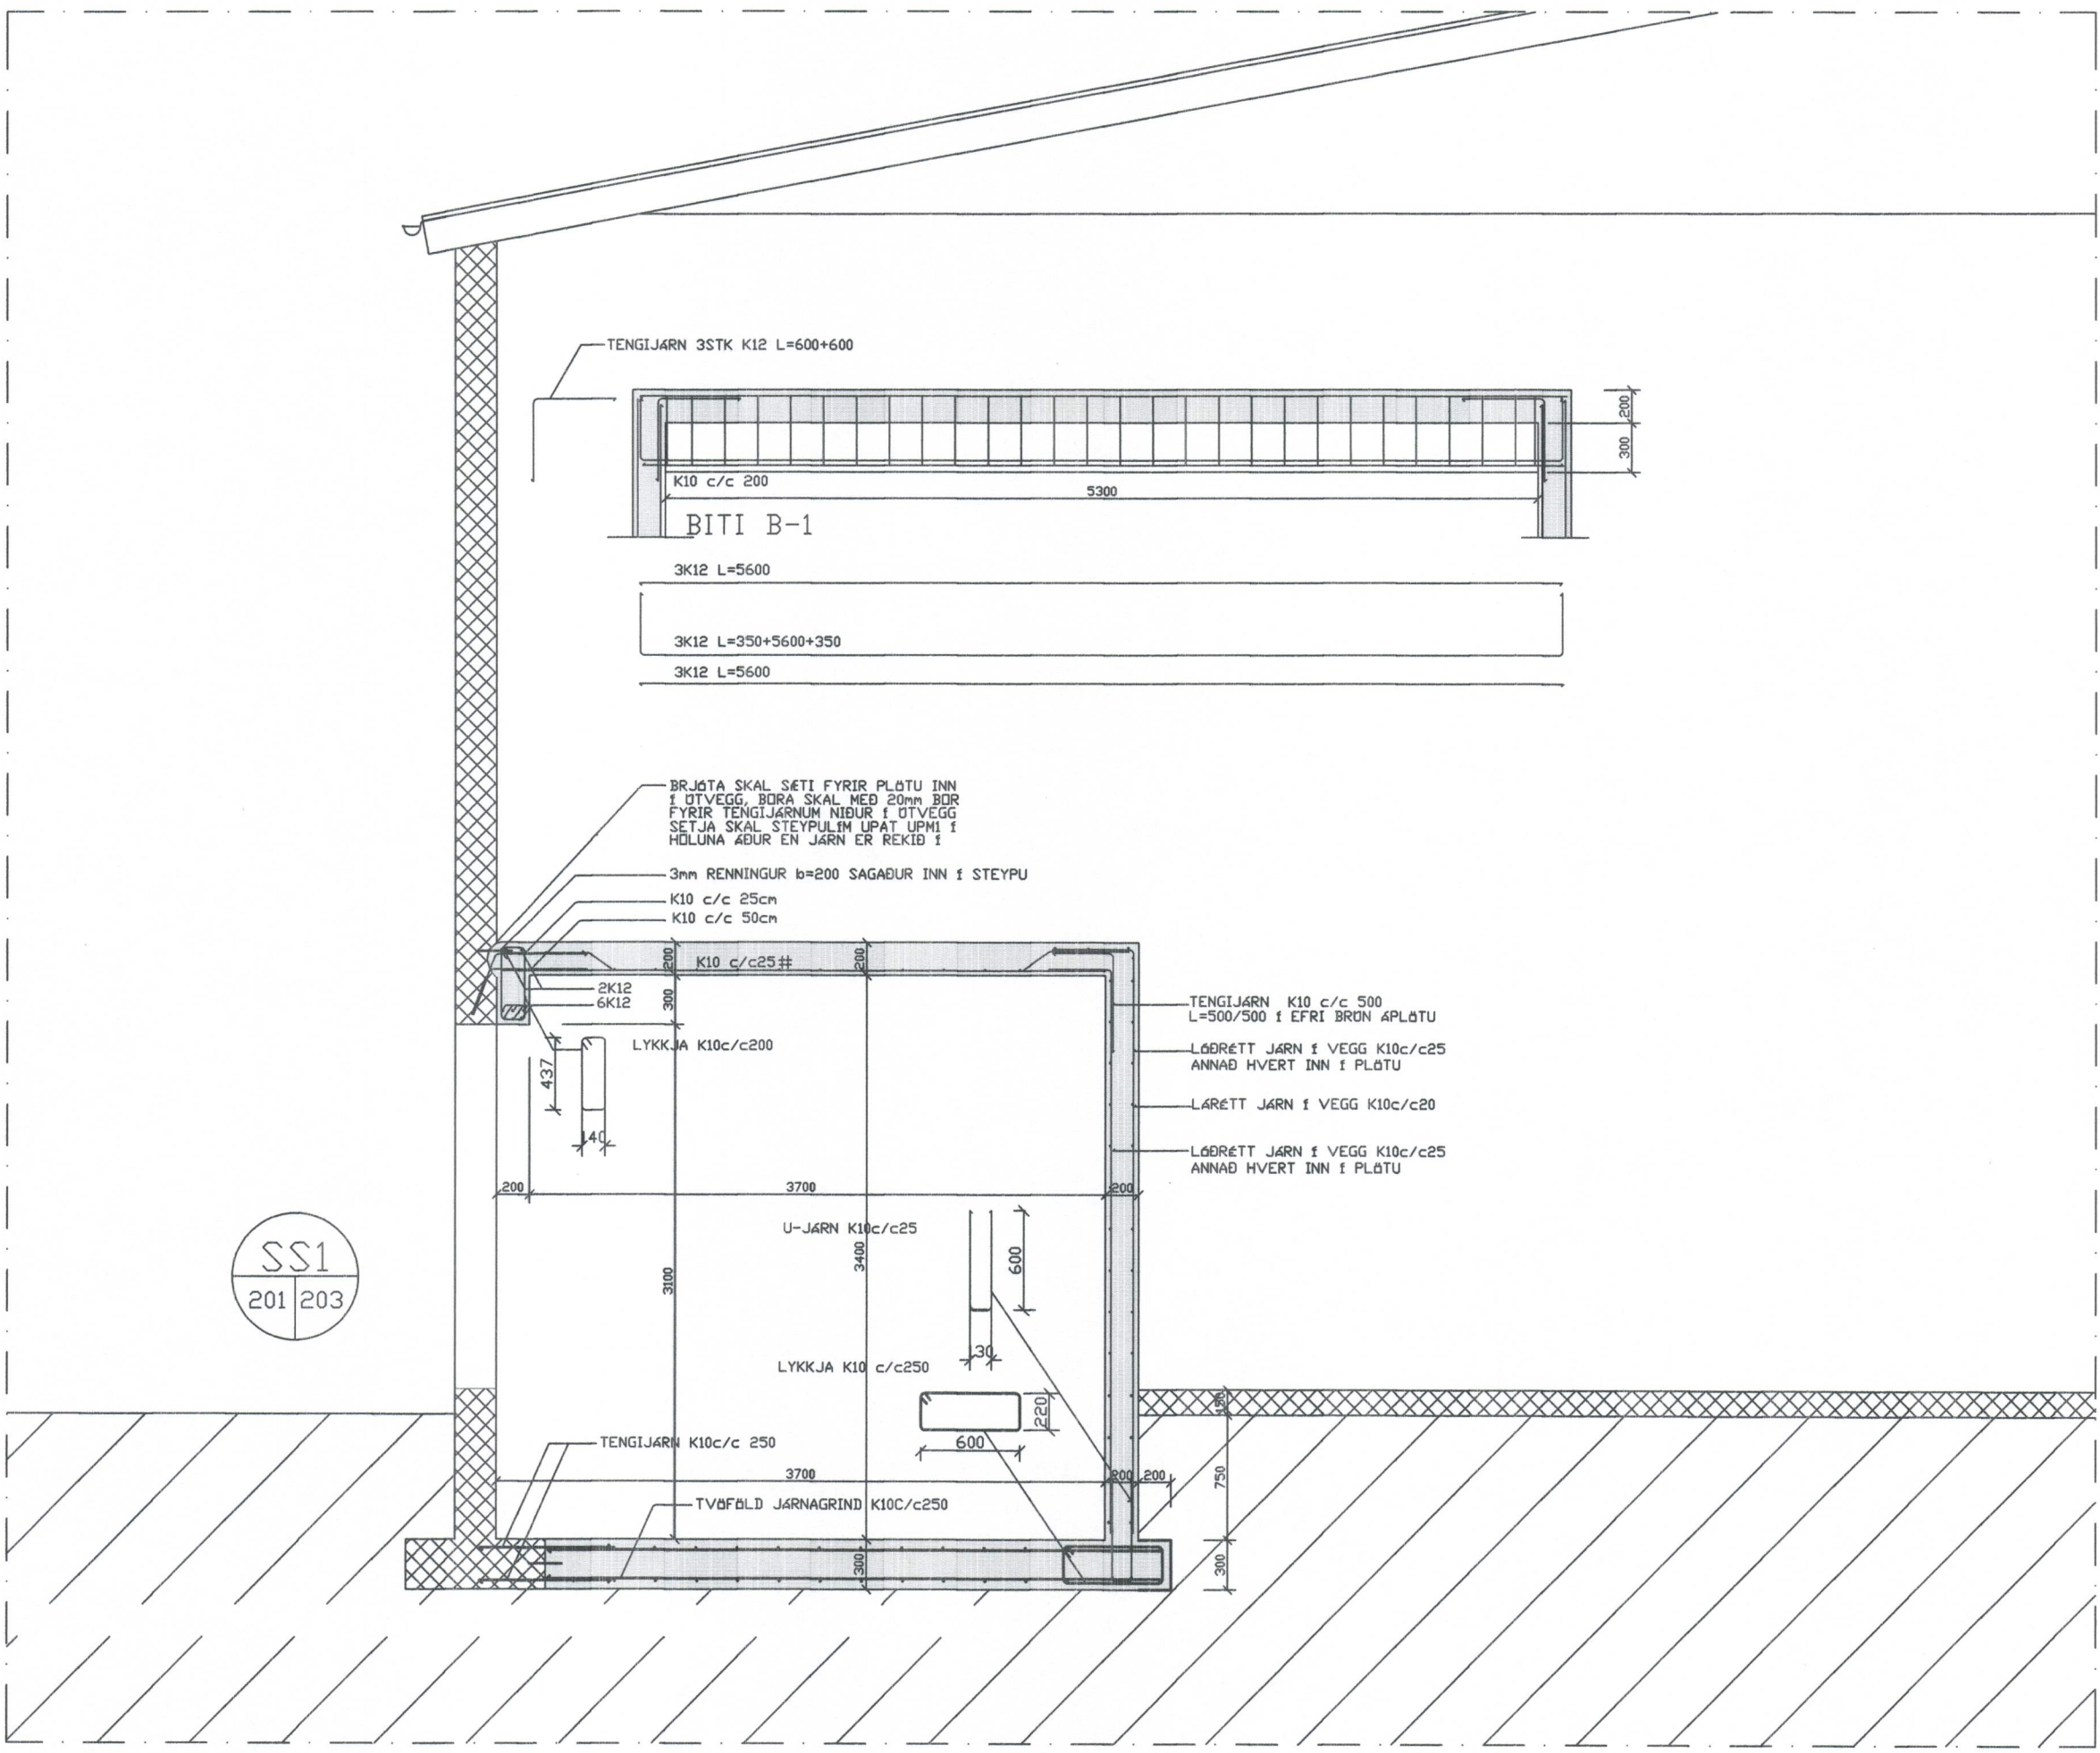 TENGIJÁRN 3STK K12 L=600+600
200
300
K10 c/c 200
5300
BITI B-1
3K12 L=5600
3K12 L=350+5600+350
3K12 L=5600
BRJÓTA SKAL SÆTI FYRIR PLÖTU INN
Í ÚTVEGG, BORA SKAL MEÐ 20mm BOR
FYRIR TENGIJÁRNUM NIÐUR Í ÚTVEGG
SETJA SKAL STEYPULÍM UPAT UPM1 Í
HOLUNA ÁÐUR EN JÁRN ER REKIÐ Í
3mm RENNINGUR b=200 SAGAÐUR INN Í STEYPU
K10 c/c 25cm
K10 c/c 50cm
200
K10 c/c25#
200
2K12
6K12
300
TENGIJÁRN K10 c/c 500
L=500/500 Í EFRI BRÚN ÁPLÖTU
LYKKJA K10c/c200
437
140
LÓÐRÉTT JÁRN Í VEGG K10c/c25
ANNAÐ HVERT INN Í PLÖTU
LÁRÉTT JÁRN Í VEGG K10c/c20
LÓÐRÉTT JÁRN Í VEGG K10c/c25
ANNAÐ HVERT INN Í PLÖTU
200
3700
200
U-JÁRN K10c/c25
600
3400
3100
SS1
201 203
130
LYKKJA K10 c/c250
220
600
150
TENGIJÁRN K10c/c 250
3700
200
200
750
TVÖFÖLD JÁRNAGRIND K10C/c250
300
300